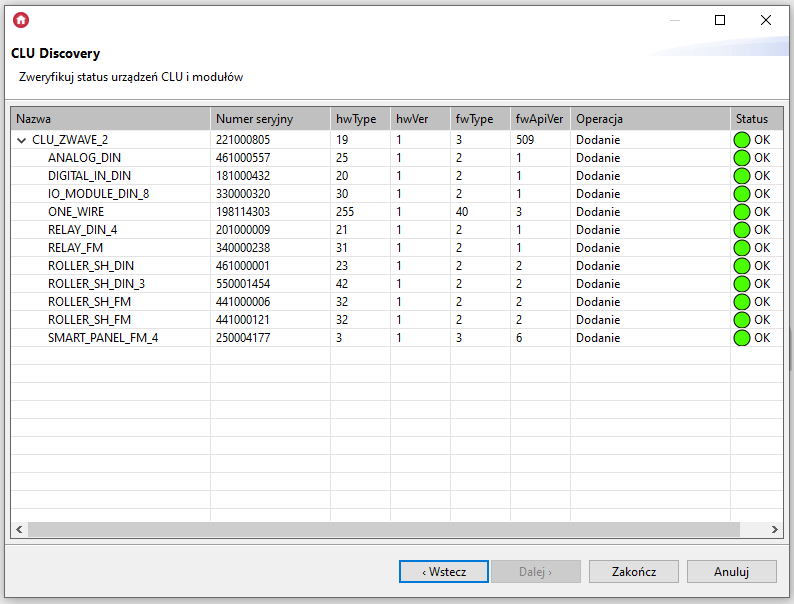 CLU Discovery
Zweryfikuj status urządzeń CLU i modułów
Nazwa Numer seryjny hwType hwVer fwType fwApiVer Operacja Status
CLU_ZWAVE_2 221000805 19 1 3 509 Dodanie OK
ANALOG_DIN 461000557 25 1 2 1 Dodanie OK
DIGITAL_IN_DIN 181000432 20 1 2 1 Dodanie OK
IO_MODULE_DIN_8 330000320 30 1 2 1 Dodanie OK
ONE_WIRE 198114303 255 1 40 3 Dodanie OK
RELAY_DIN_4 201000009 21 1 2 1 Dodanie OK
RELAY_FM 340000238 31 1 2 1 Dodanie OK
ROLLER_SH_DIN 461000001 23 1 2 2 Dodanie OK
ROLLER_SH_DIN_3 550001454 42 1 2 2 Dodanie OK
ROLLER_SH_FM 441000006 32 1 2 2 Dodanie OK
ROLLER_SH_FM 441000121 32 1 2 2 Dodanie OK
SMART_PANEL_FM_4 250004177 3 1 3 6 Dodanie OK
‹ Wstecz Dalej › Zakończ Anuluj